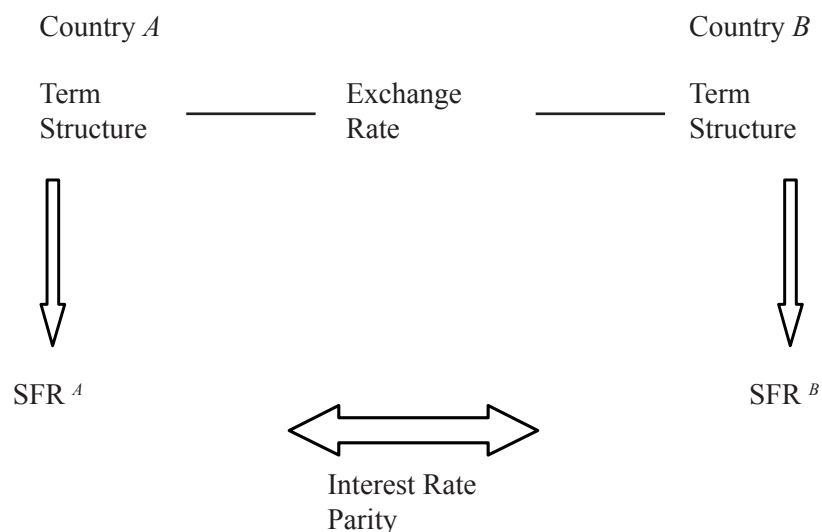 Country A
Country B
Term
Structure
Exchange
Rate
Term
Structure
SFR A
SFR B
Interest Rate
Parity